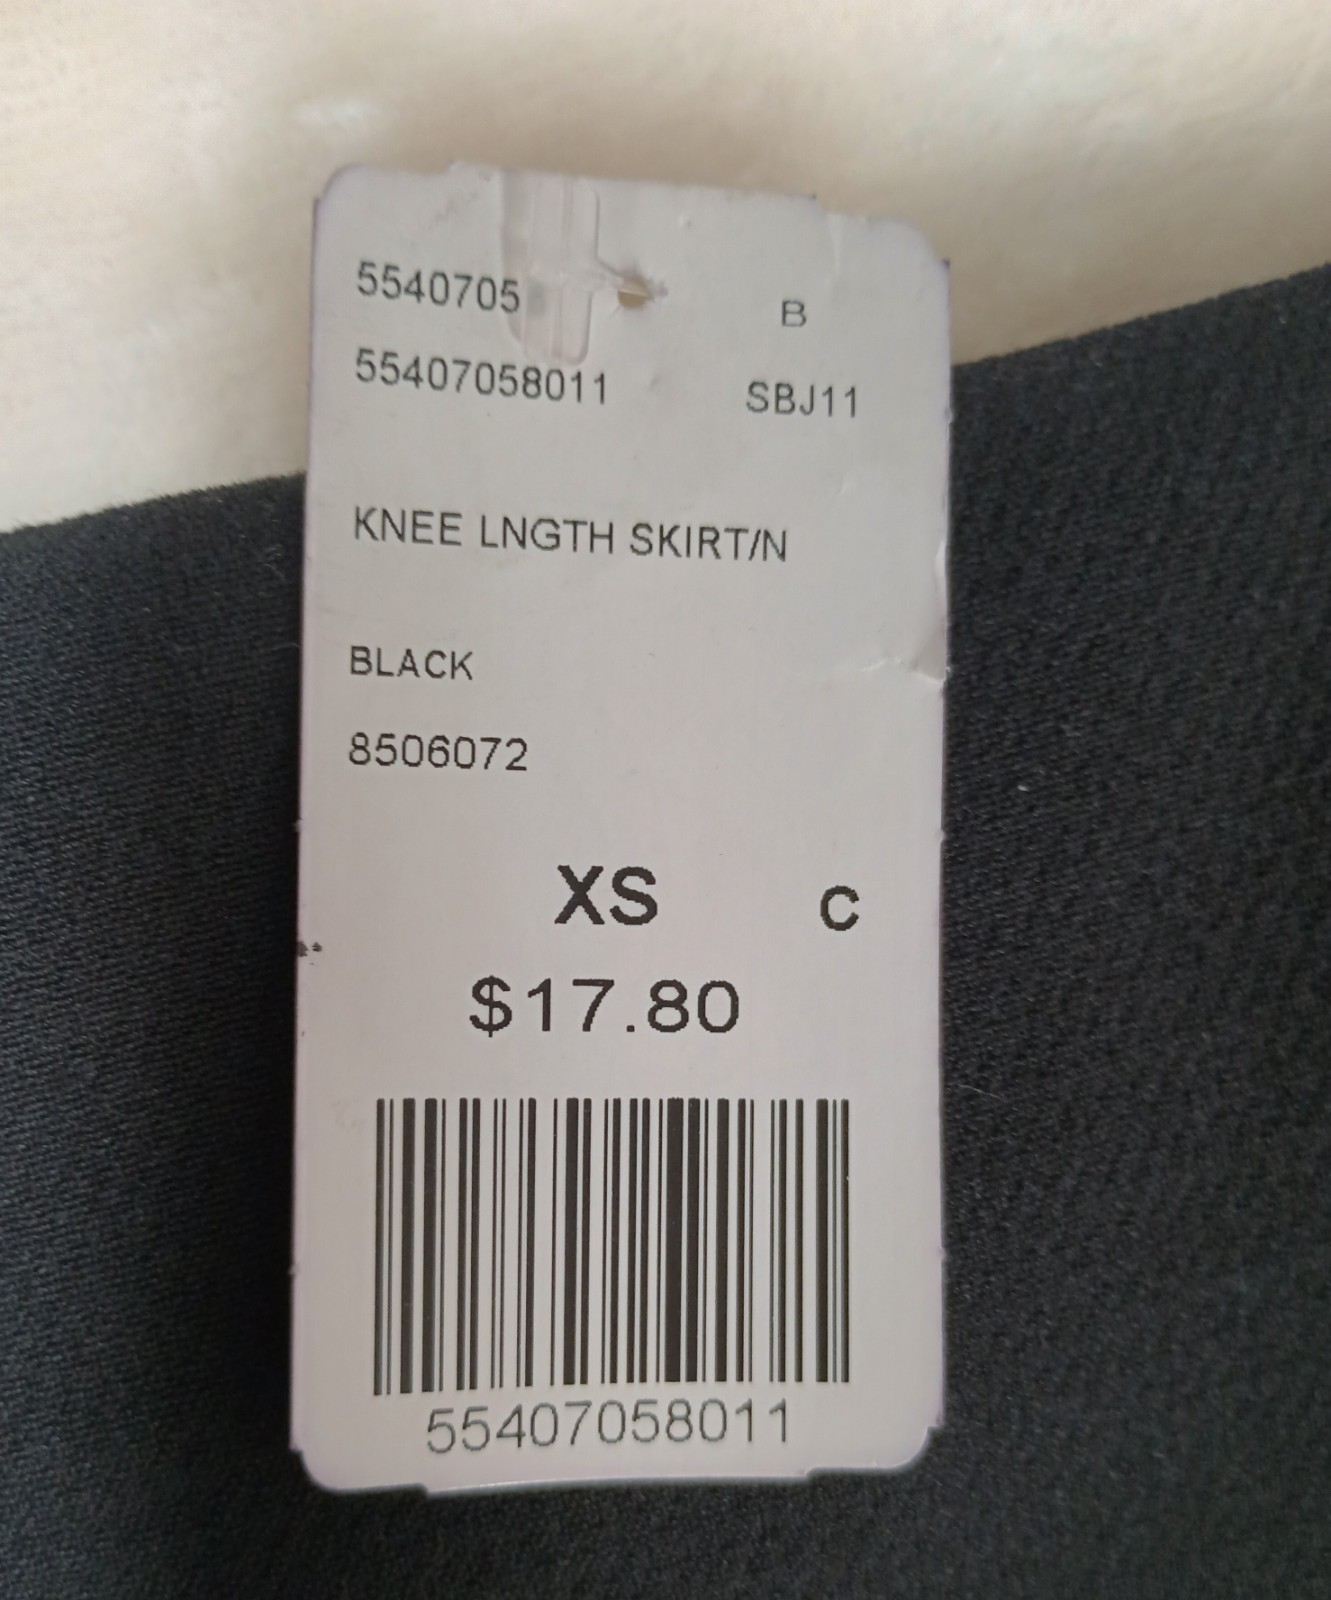 5540705 B
55407058011 SBJ11
KNEE LNGTH SKIRT/N
BLACK
8506072
XS C
$17.80
55407058011